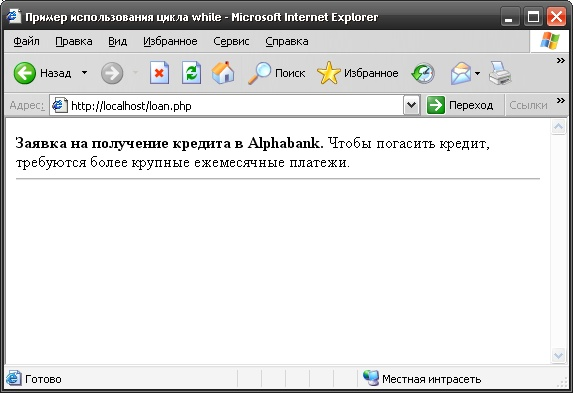 Пример использования цикла while - Microsoft Internet Explorer
Файл Правка Вид Избранное Сервис Справка »
Назад Поиск Избранное »
Адрес: http://localhost/loan.php Переход Ссылки »
Заявка на получение кредита в Alphabank. Чтобы погасить кредит,
требуются более крупные ежемесячные платежи.
Готово Местная интрасеть